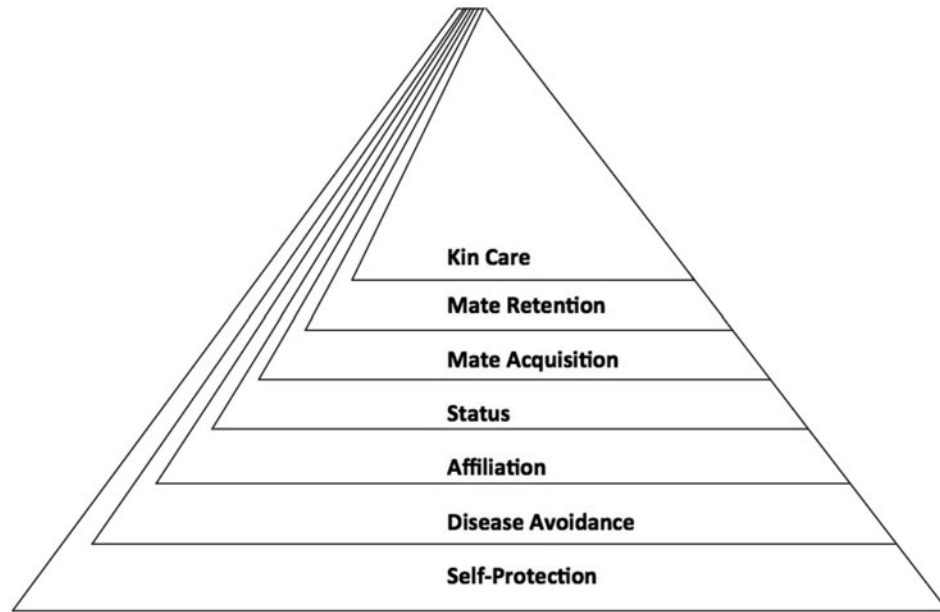 Kin Care
Mate Retention
Mate Acquisition
Status
Affiliation
Disease Avoidance
Self-Protection